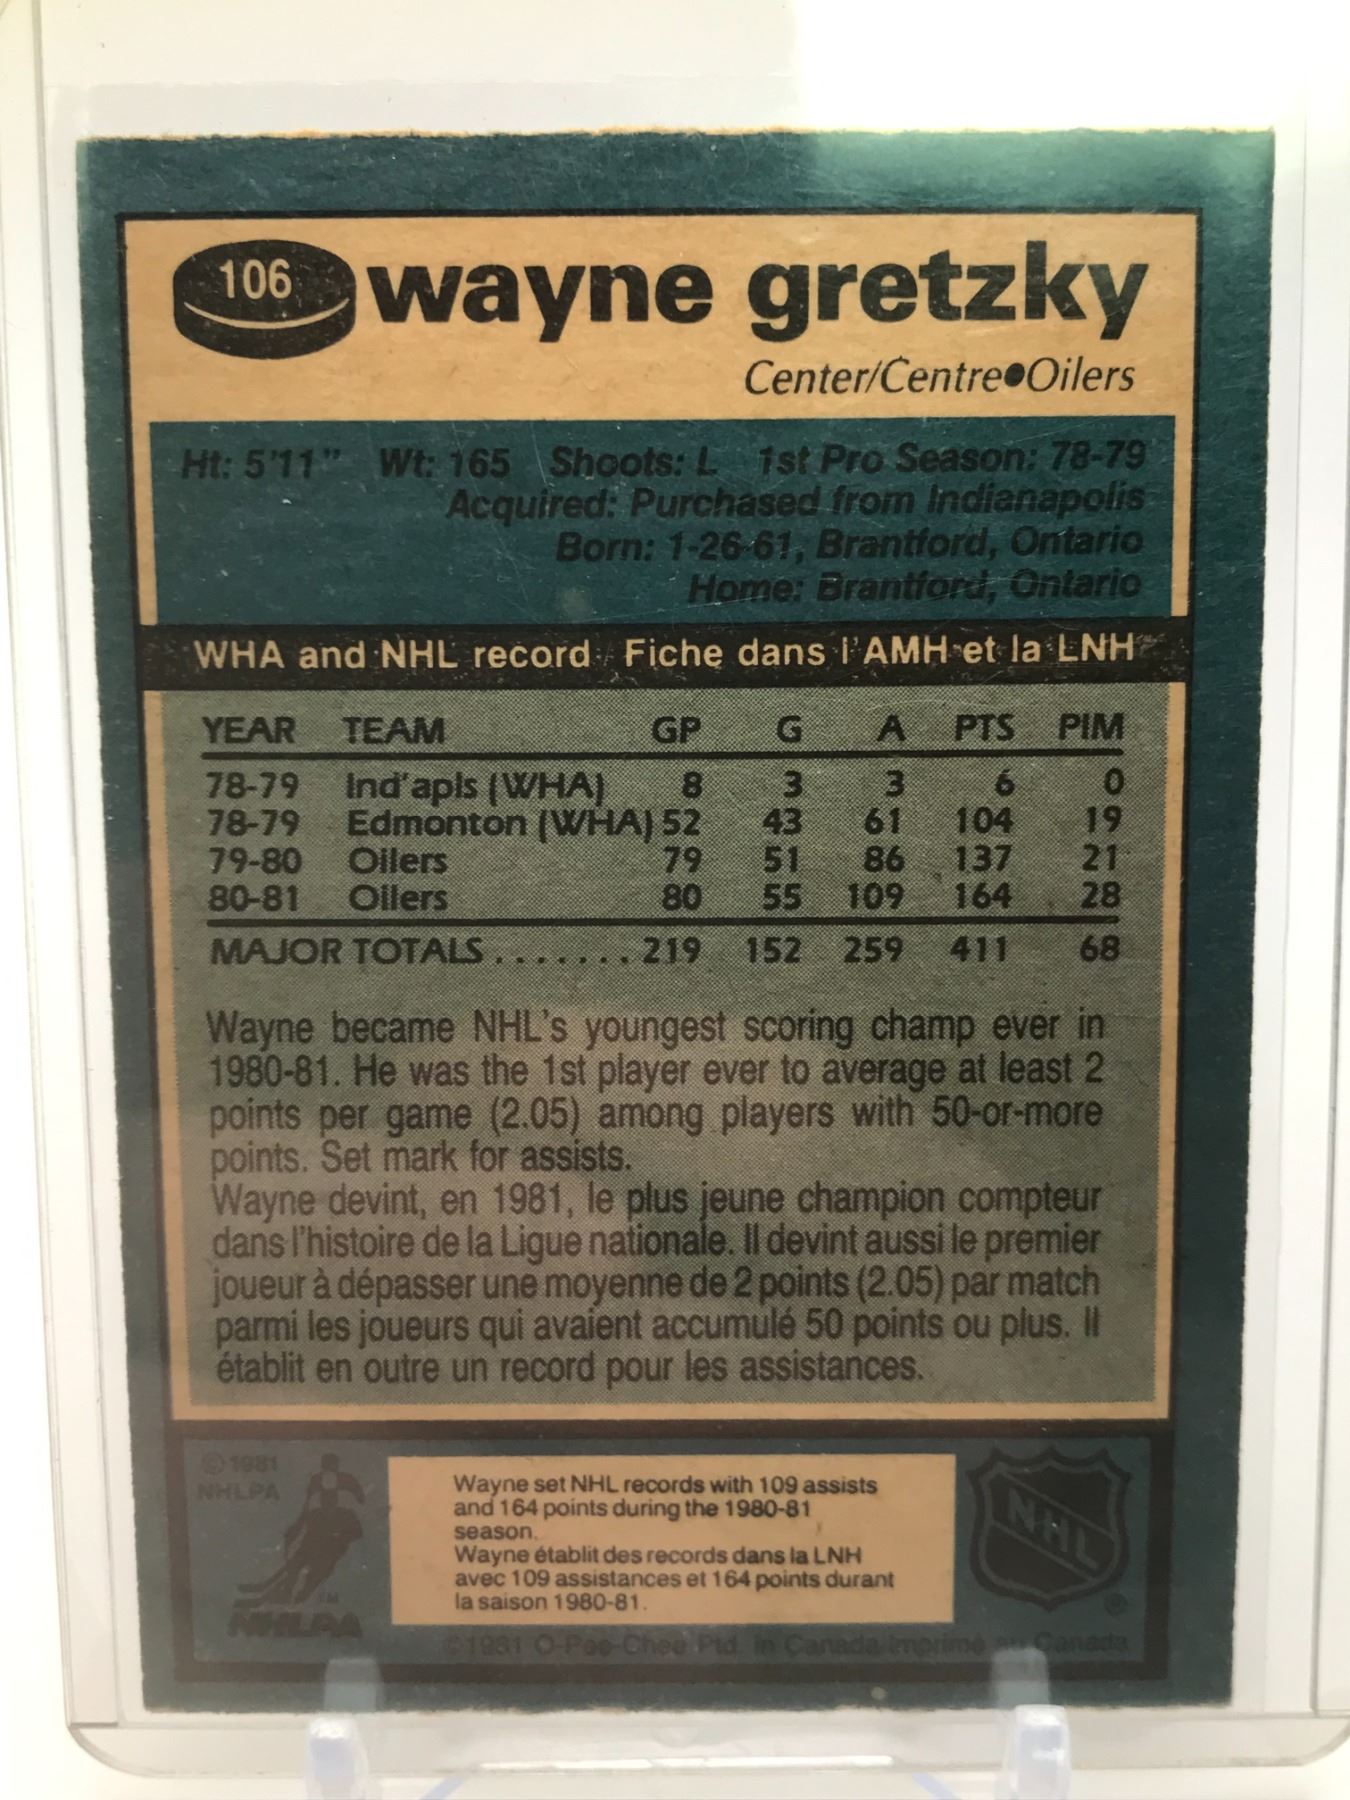 106 wayne gretzky
Center/Centre●Oilers
Ht: 5'11" Wt: 165 Shoots: L 1st Pro Season: 78-79
Acquired: Purchased from Indianapolis
Born: 1-26-61, Brantford, Ontario
Home: Brantford, Ontario
WHA and NHL record / Fiche dans l'AMH et la LNH
YEAR TEAM GP G A PTS PIM
78-79 Ind'apls (WHA) 8 3 3 6 0
78-79 Edmonton (WHA) 52 43 61 104 19
79-80 Oilers 79 51 86 137 21
80-81 Oilers 80 55 109 164 28
MAJOR TOTALS ....... 219 152 259 411 68
Wayne became NHL's youngest scoring champ ever in
1980-81. He was the 1st player ever to average at least 2
points per game (2.05) among players with 50-or-more
points. Set mark for assists.
Wayne devint, en 1981, le plus jeune champion compteur
dans l'histoire de la Ligue nationale. Il devint aussi le premier
joueur à dépasser une moyenne de 2 points (2.05) par match
parmi les joueurs qui avaient accumulé 50 points ou plus. Il
établit en outre un record pour les assistances.
© 1981
NHLPA
TM
NHLPA
Wayne set NHL records with 109 assists
and 164 points during the 1980-81
season.
Wayne établit des records dans la LNH
avec 109 assistances et 164 points durant
la saison 1980-81.
NHL
®
©1981 O-Pee-Chee Ptd. in Canada Imprimé au Canada